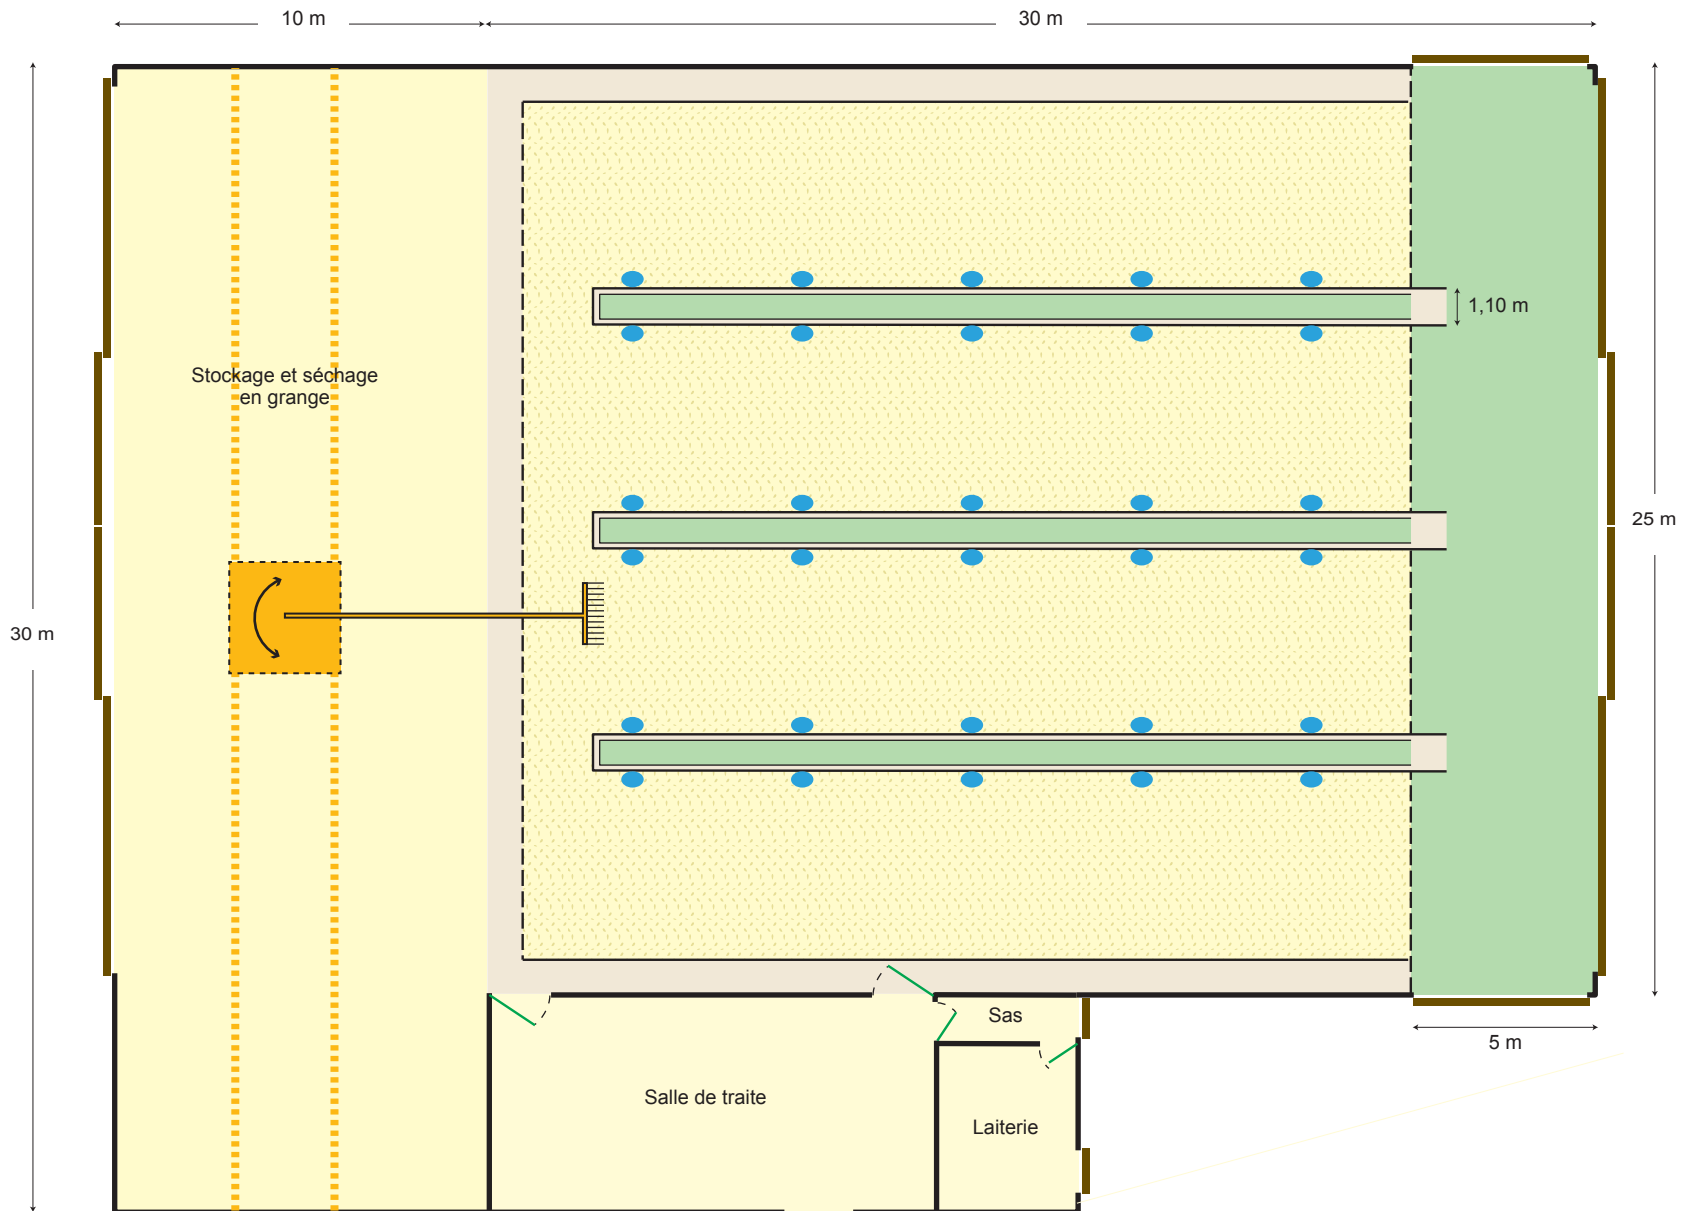 10 m
30 m
1,10 m
Stockage et séchage
en grange
25 m
30 m
Sas
5 m
Salle de traite
Laiterie